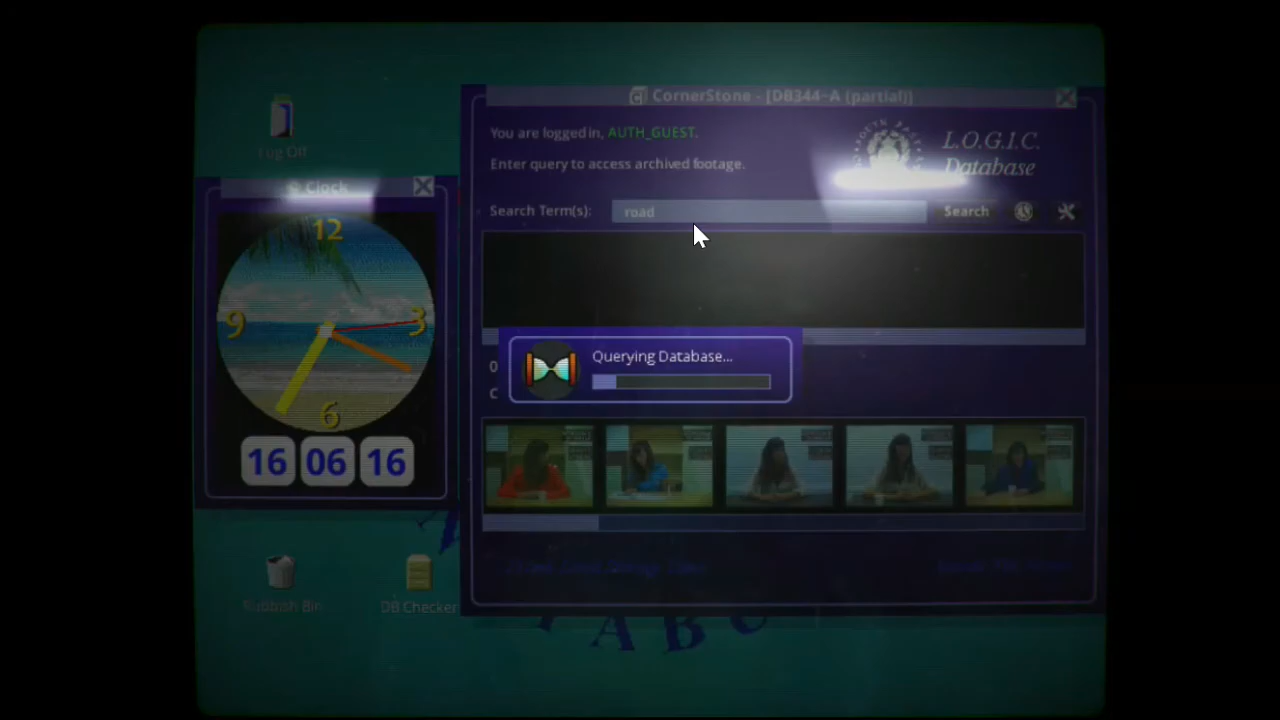 CornerStone - [DB344-A (partial)]
You are logged in, AUTH_GUEST.
Enter query to access archived footage.
L.O.G.I.C.
Database
Log Off
Clock
Search Term(s):
road
Search
12
3
6
9
Querying Database...
0
C
16 06 16
Rubbish Bin
DB Checker
A B C